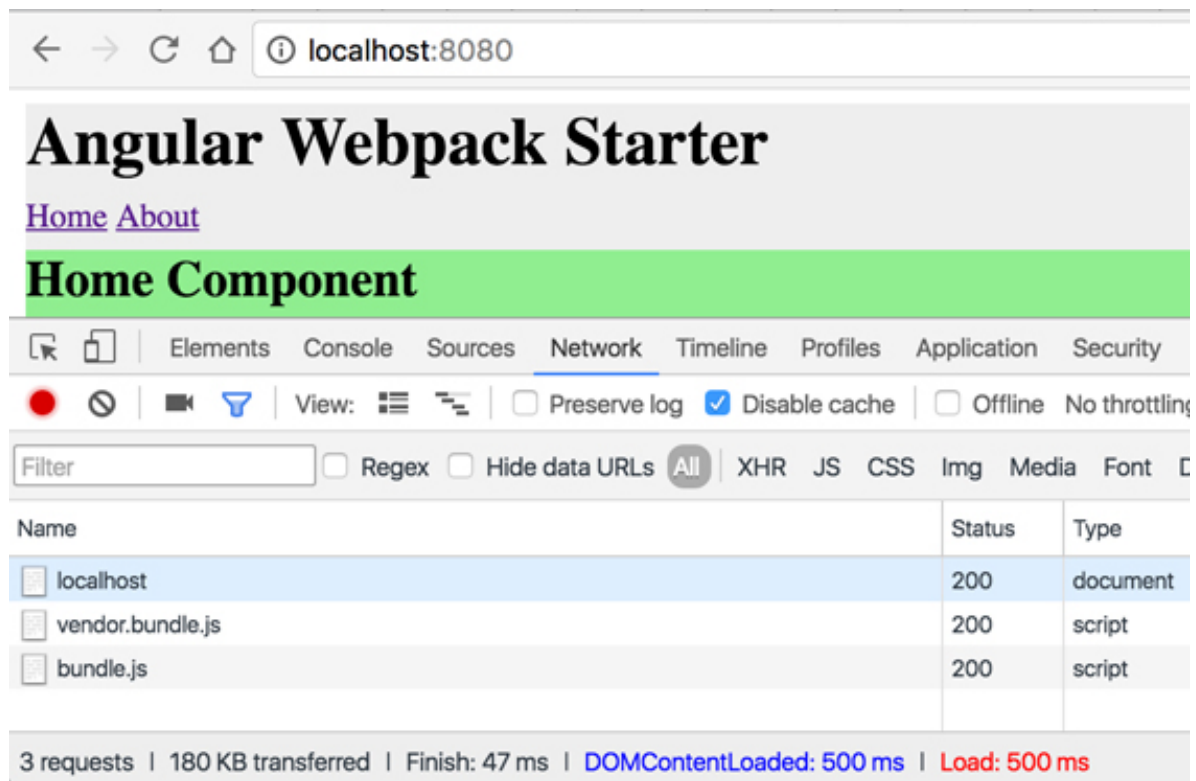 localhost:8080
Angular Webpack Starter
Home About
Home Component
Elements Console Sources Network Timeline Profiles Application Security
View: Preserve log Disable cache Offline No throttling
Filter Regex Hide data URLs All XHR JS CSS Img Media Font D
Name Status Type
localhost 200 document
vendor.bundle.js 200 script
bundle.js 200 script
3 requests | 180 KB transferred | Finish: 47 ms | DOMContentLoaded: 500 ms | Load: 500 ms